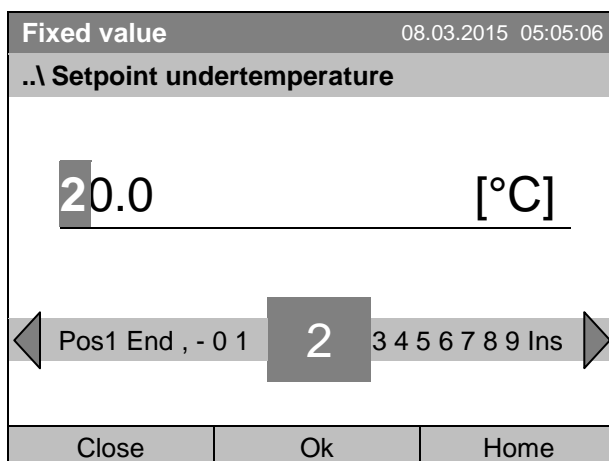 Fixed value 08.03.2015 05:05:06
..\ Setpoint undertemperature
20.0 [°C]
Pos1 End , - 0 1 2 3 4 5 6 7 8 9 Ins
Close Ok Home